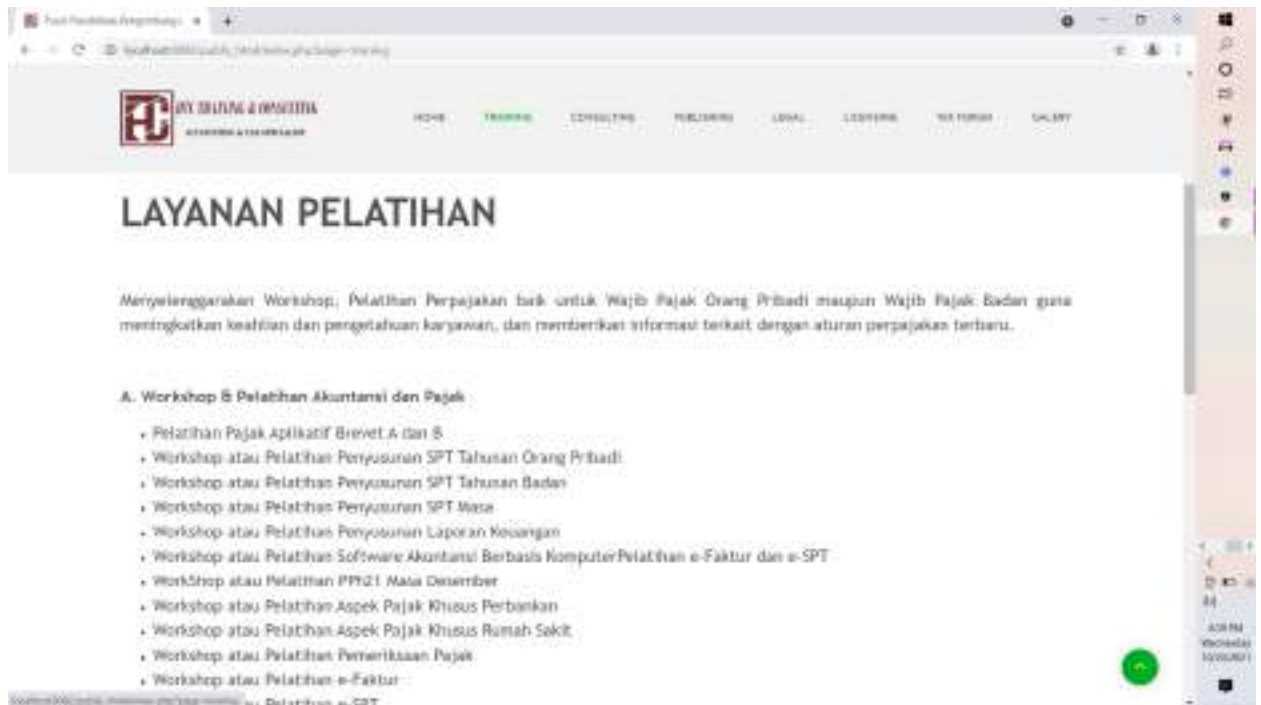 HOME TRAINING CONSULTING PUBLISHING LEGAL TAX FORUM GALERY
LAYANAN PELATIHAN
Menyelenggarakan Workshop, Pelatihan Perpajakan baik untuk Wajib Pajak Orang Pribadi maupun Wajib Pajak Badan guna
meningkatkan keahlian dan pengetahuan karyawan, dan memberikan informasi terkait dengan aturan perpajakan terbaru.
A. Workshop & Pelatihan Akuntansi dan Pajak
• Pelatihan Pajak Aplikatif Brevet A dan B
• Workshop atau Pelatihan Penyusunan SPT Tahunan Orang Pribadi
• Workshop atau Pelatihan Penyusunan SPT Tahunan Badan
• Workshop atau Pelatihan Penyusunan SPT Masa
• Workshop atau Pelatihan Penyusunan Laporan Keuangan
• Workshop atau Pelatihan Software Akuntansi Berbasis KomputerPelatihan e-Faktur dan e-SPT
• WorkShop atau Pelatihan PPh21 Masa Desember
• Workshop atau Pelatihan Aspek Pajak Khusus Perbankan
• Workshop atau Pelatihan Aspek Pajak Khusus Rumah Sakit
• Workshop atau Pelatihan Pemeriksaan Pajak
• Workshop atau Pelatihan e-Faktur
Pelatihan e-SPT